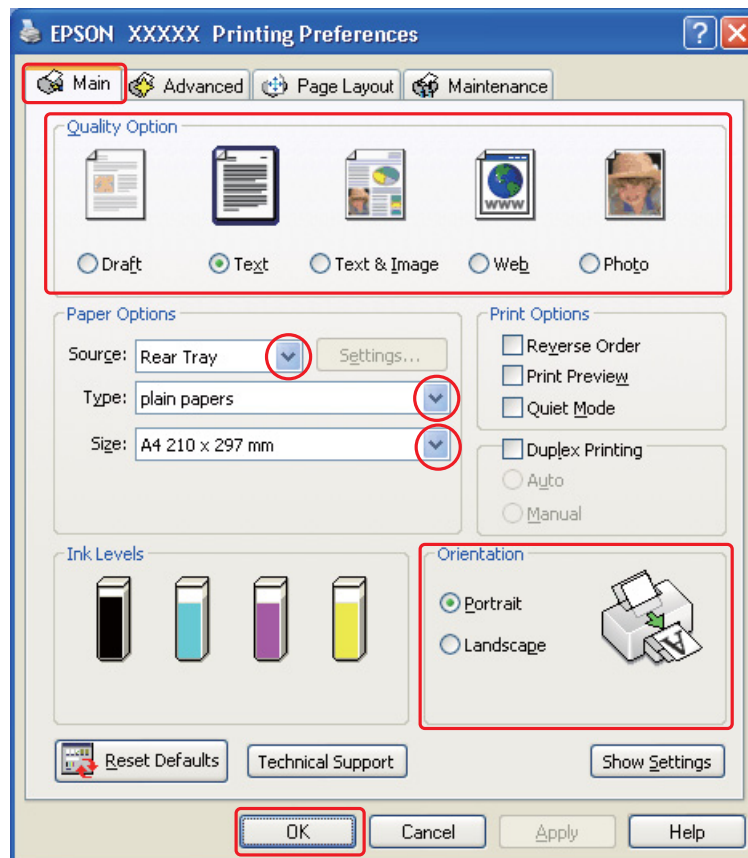 EPSON XXXXX Printing Preferences
Main
Advanced
Page Layout
Maintenance
Quality Option
www
Draft
Text
Text & Image
Web
Photo
Paper Options
Source: Rear Tray
Settings...
Type: plain papers
Size: A4 210 x 297 mm
Print Options
Reverse Order
Print Preview
Quiet Mode
Duplex Printing
Auto
Manual
Ink Levels
Orientation
Portrait
Landscape
A
Reset Defaults
Technical Support
Show Settings
OK
Cancel
Apply
Help